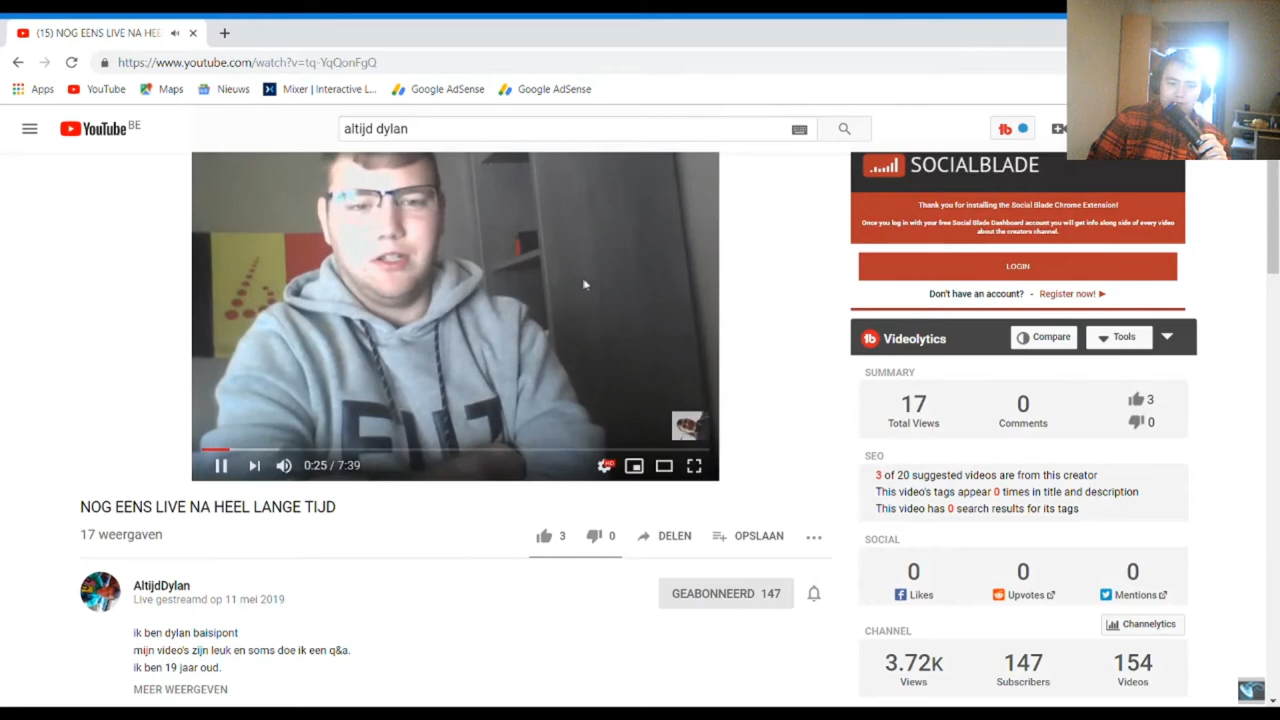 (15) NOG EENS LIVE NA HEE
https://www.youtube.com/watch?v=tq-YqQonFgQ
Apps YouTube Maps Nieuws Mixer | Interactive L... Google AdSense Google AdSense
YouTube BE
altijd dylan
SOCIALBLADE
Thank you for installing the Social Blade Chrome Extension!
Once you log in with your free Social Blade Dashboard account you will get info along side of every video
about the creators channel.
LOGIN
Don't have an account? - Register now!
Videolytics Compare Tools
SUMMARY
17 0 3
Total Views Comments 0
SEO
3 of 20 suggested videos are from this creator
This video's tags appear 0 times in title and description
This video has 0 search results for its tags
SOCIAL
0 0 0
Likes Upvotes Mentions
Channelytics
CHANNEL
3.72K 147 154
Views Subscribers Videos
HD
0:25 / 7:39
NOG EENS LIVE NA HEEL LANGE TIJD
17 weergaven
3 0 DELEN OPSLAAN
AltijdDylan
Live gestreamd op 11 mei 2019
GEABONNEERD 147
ik ben dylan baisipont
mijn video's zijn leuk en soms doe ik een q&a.
ik ben 19 jaar oud.
MEER WEERGEVEN